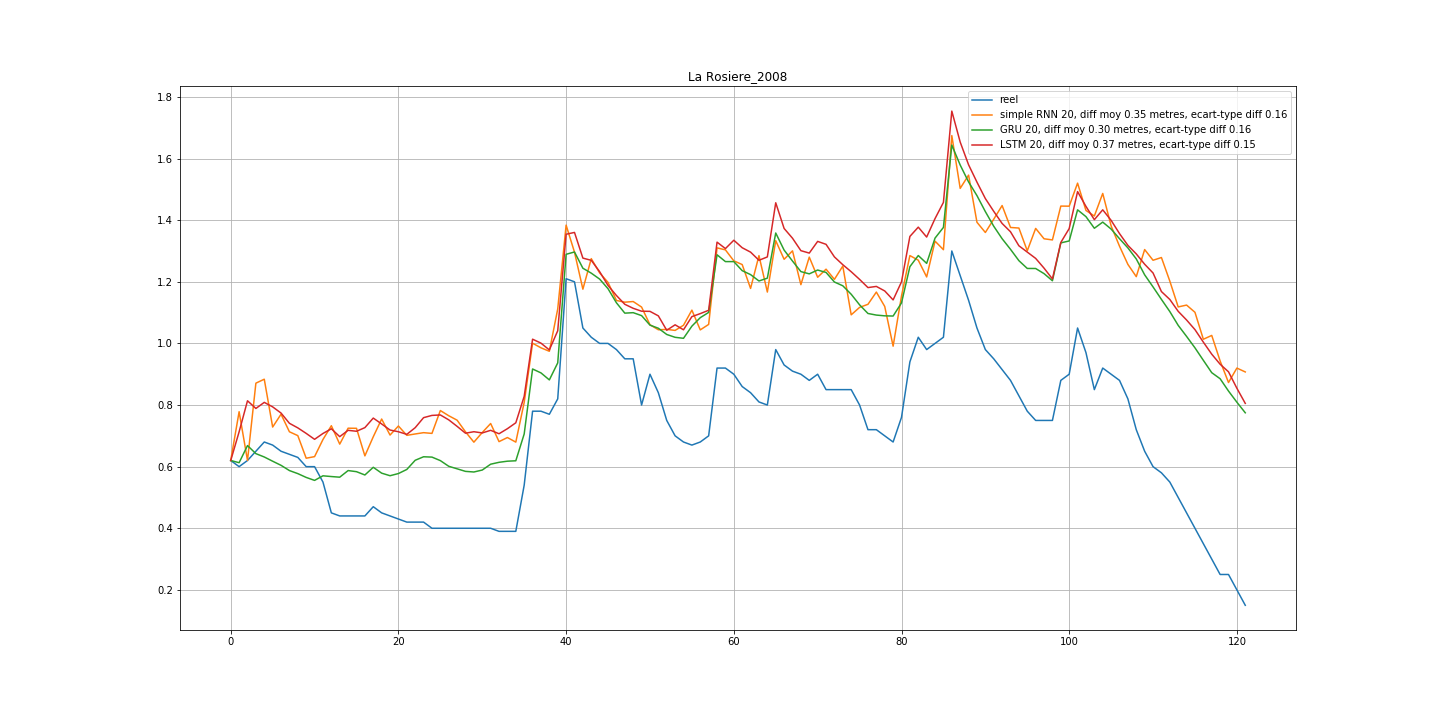 La Rosiere_2008
reel
simple RNN 20, diff moy 0.35 metres, ecart-type diff 0.16
GRU 20, diff moy 0.30 metres, ecart-type diff 0.16
LSTM 20, diff moy 0.37 metres, ecart-type diff 0.15
1.8
1.6
1.4
1.2
1.0
0.8
0.6
0.4
0.2
0 20 40 60 80 100 120